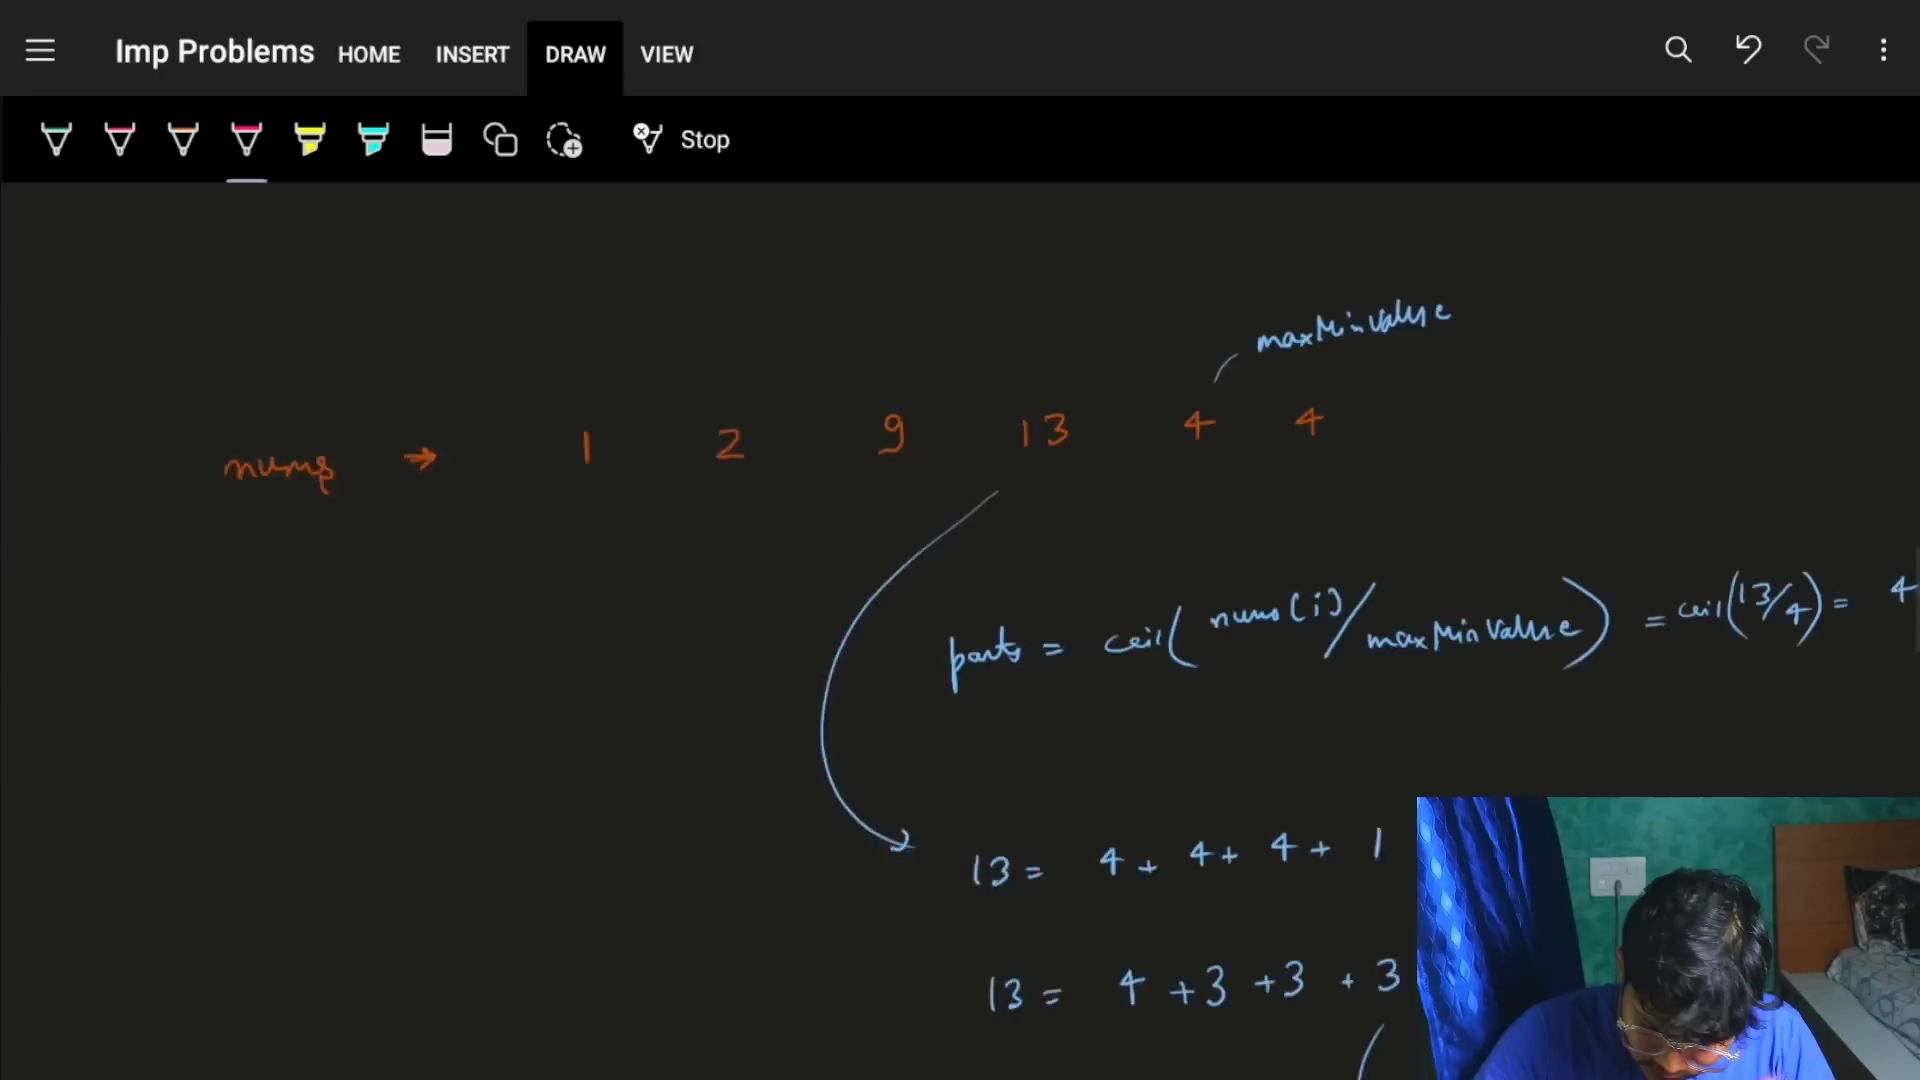 Imp Problems HOME INSERT DRAW VIEW
Stop
maxMinValue
nums → 1 2 9 13 4 4
parts = ceil(nums(i)/maxMinValue) = ceil(13/4) = 4
13 = 4 + 4 + 4 + 1
13 = 4 + 3 + 3 + 3